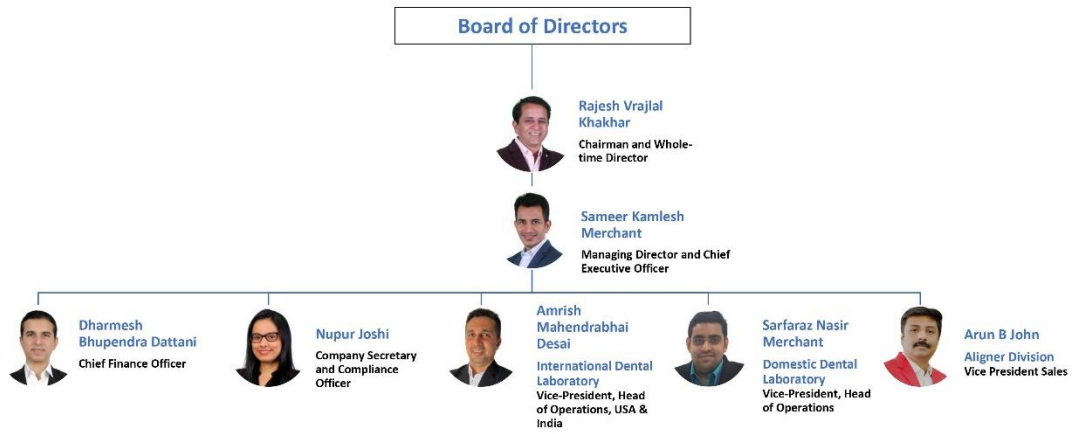 Board of Directors
Rajesh Vrajlal
Khakhar
Chairman and Whole-
time Director
Sameer Kamlesh
Merchant
Managing Director and Chief
Executive Officer
Dharmesh
Bhupendra Dattani
Chief Finance Officer
Nupur Joshi
Company Secretary
and Compliance
Officer
Amrish
Mahendrabhai
Desai
International Dental
Laboratory
Vice-President, Head
of Operations, USA &
India
Sarfaraz Nasir
Merchant
Domestic Dental
Laboratory
Vice-President, Head
of Operations
Arun B John
Aligner Division
Vice President Sales